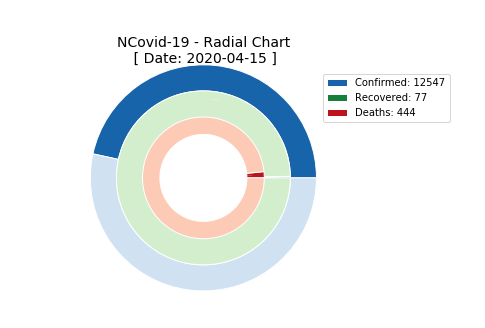 NCovid-19 - Radial Chart
[ Date: 2020-04-15 ]
Confirmed: 12547
Recovered: 77
Deaths: 444